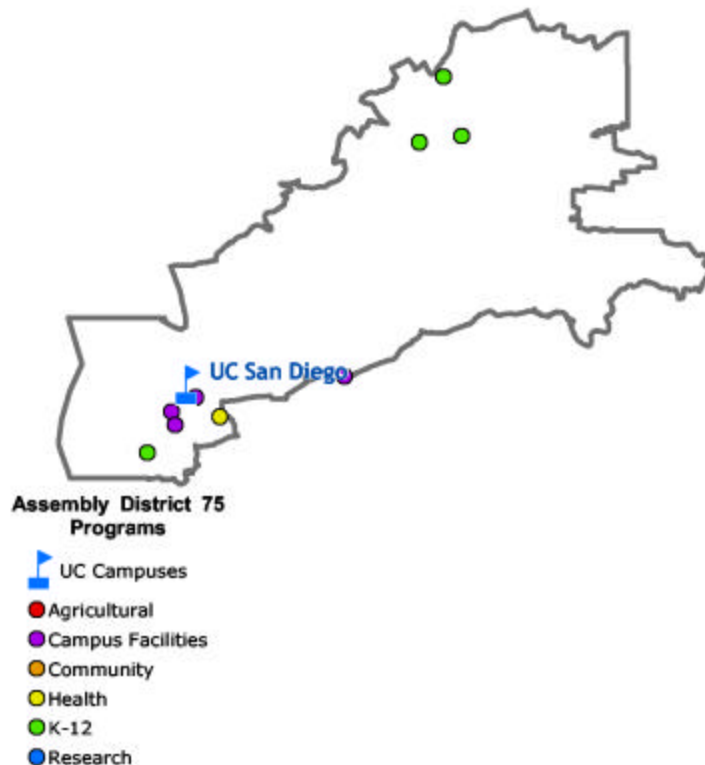 UC San Diego
Assembly District 75
Programs
UC Campuses
Agricultural
Campus Facilities
Community
Health
K-12
Research